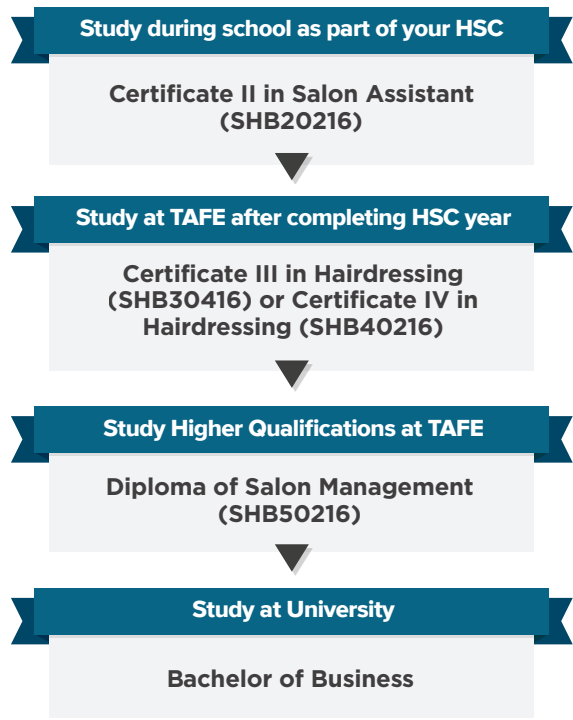 Study during school as part of your HSC
Certificate II in Salon Assistant
(SHB20216)
Study at TAFE after completing HSC year
Certificate III in Hairdressing
(SHB30416) or Certificate IV in
Hairdressing (SHB40216)
Study Higher Qualifications at TAFE
Diploma of Salon Management
(SHB50216)
Study at University
Bachelor of Business